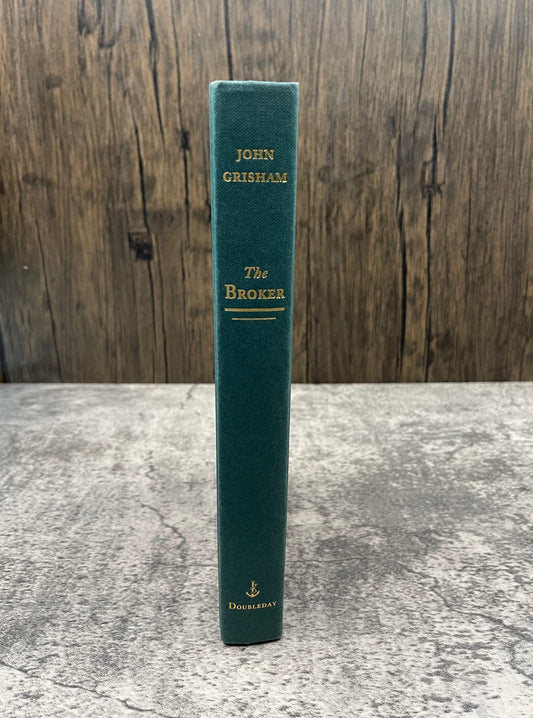 JOHN
GRISHAM
The
BROKER
DOUBLEDAY